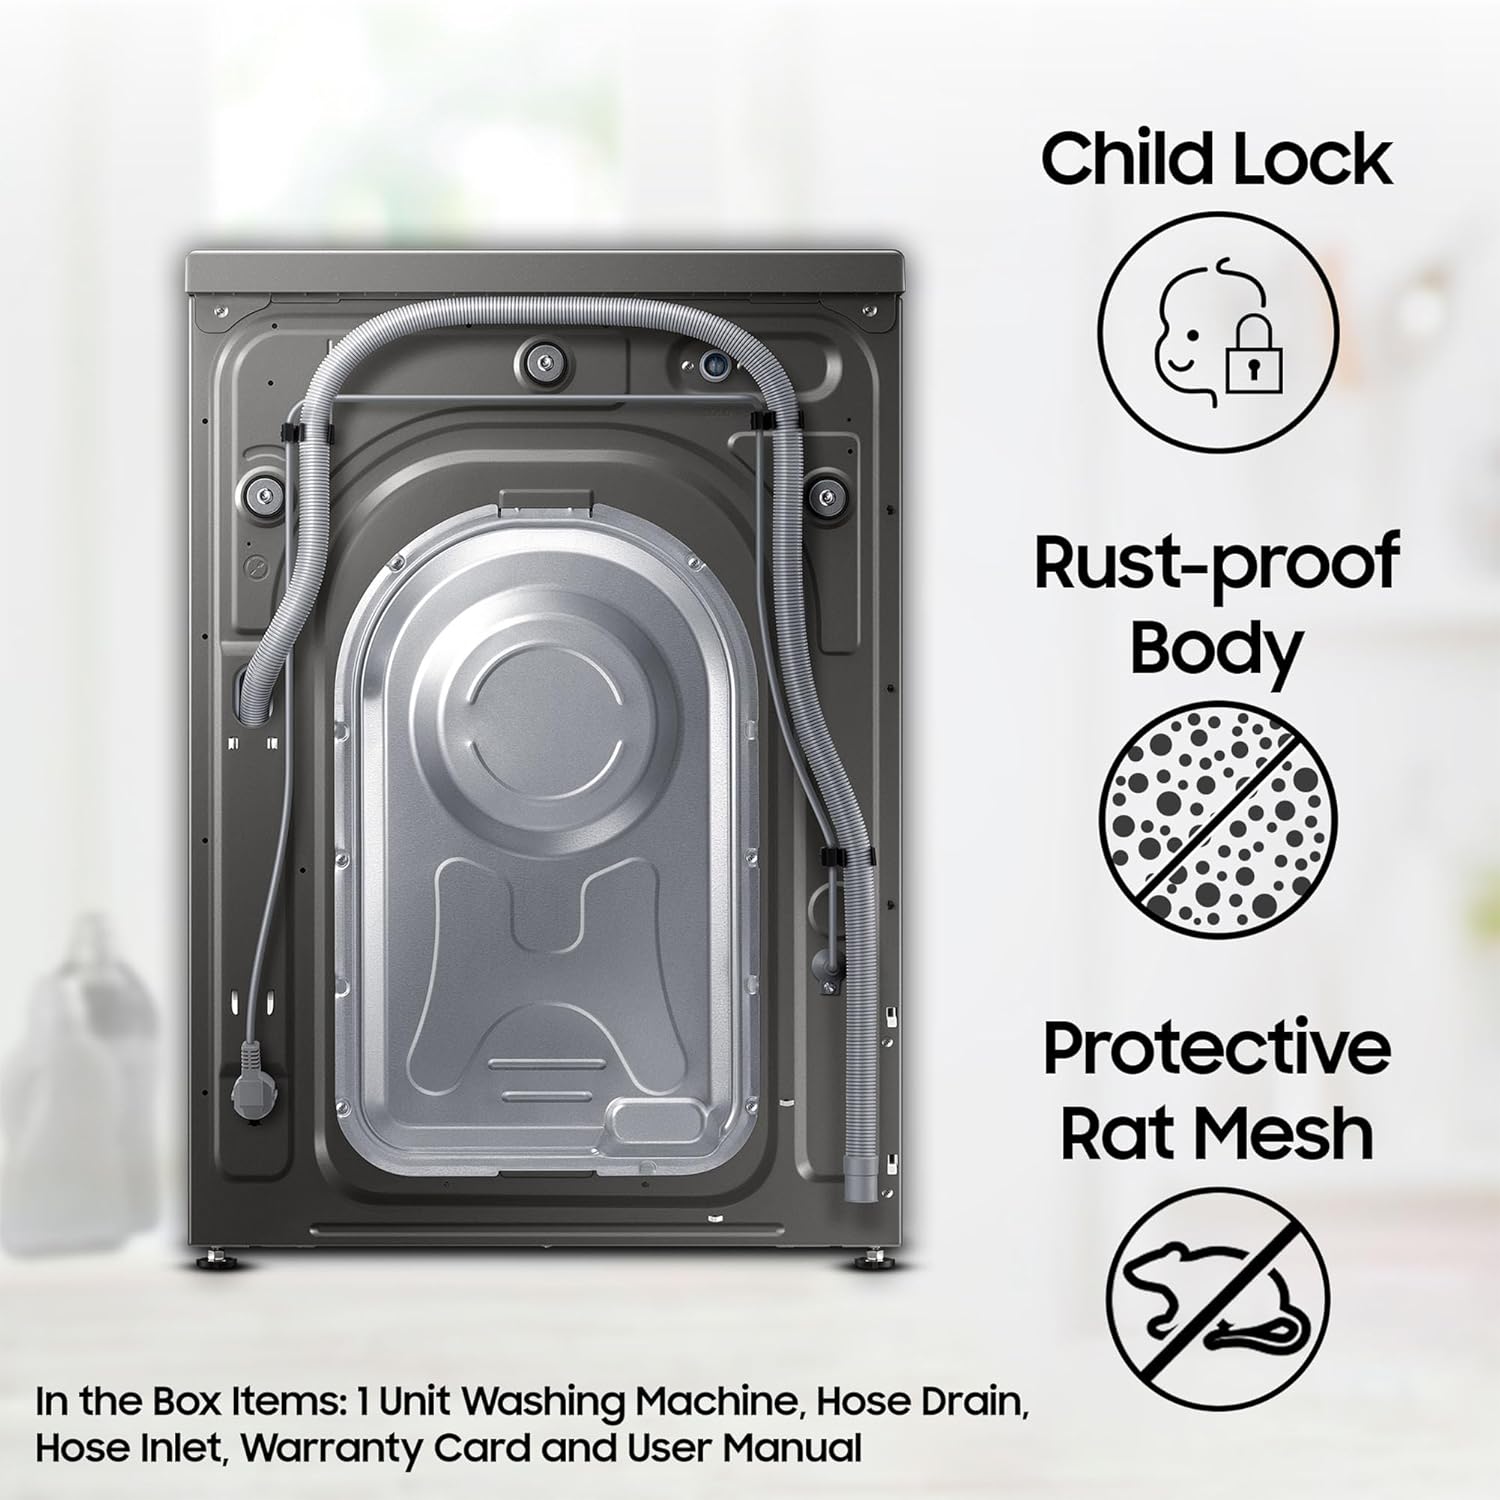 Child Lock
Rust-proof
Body
Protective
Rat Mesh
In the Box Items: 1 Unit Washing Machine, Hose Drain,
Hose Inlet, Warranty Card and User Manual